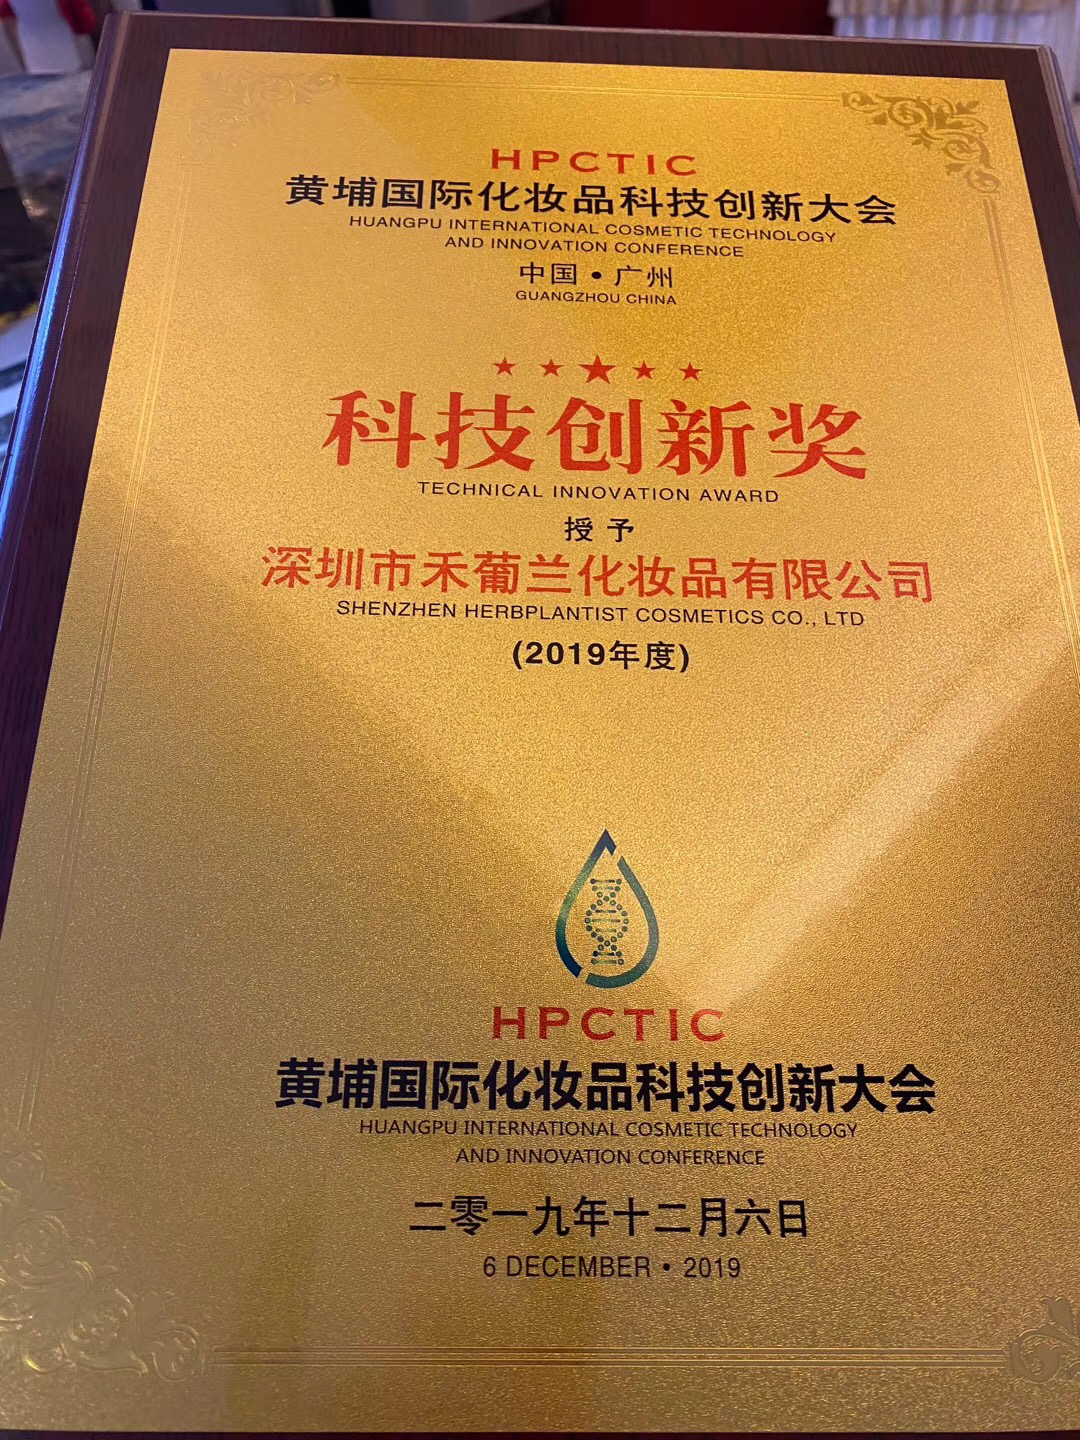 HPCTIC
黄埔国际化妆品科技创新大会
HUANGPU INTERNATIONAL COSMETIC TECHNOLOGY
AND INNOVATION CONFERENCE
中国•广州
GUANGZHOU CHINA
科技创新奖
TECHNICAL INNOVATION AWARD
授予
深圳市禾葡兰化妆品有限公司
SHENZHEN HERBPLANTIST COSMETICS CO., LTD
(2019年度)
HPCTIC
黄埔国际化妆品科技创新大会
HUANGPU INTERNATIONAL COSMETIC TECHNOLOGY
AND INNOVATION CONFERENCE
二零一九年十二月六日
6 DECEMBER • 2019